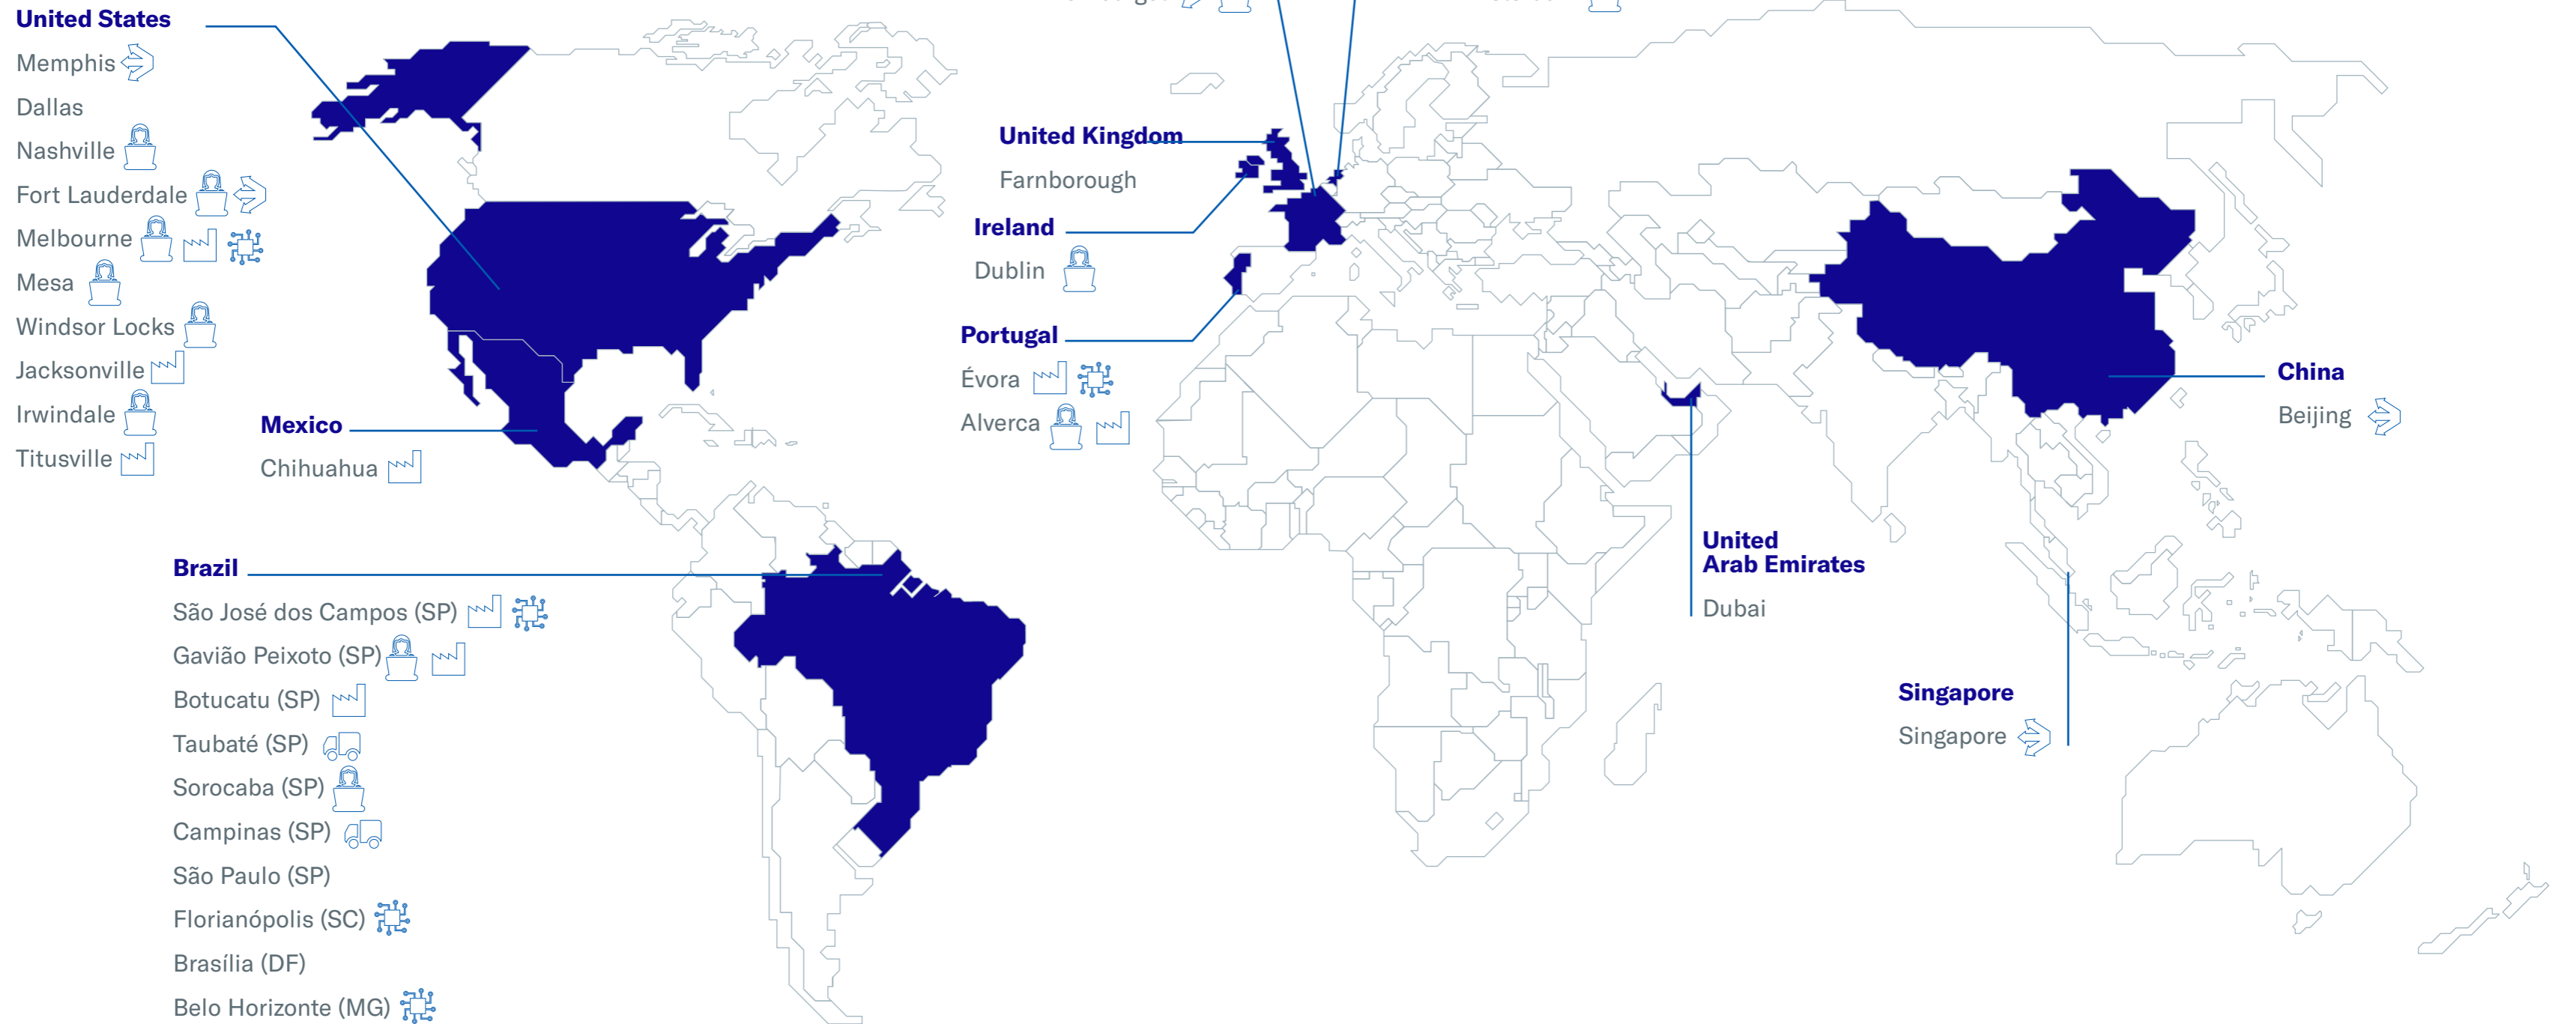 United States
Memphis
Dallas
Nashville
Fort Lauderdale
Melbourne
Mesa
Windsor Locks
Jacksonville
Irwindale
Titusville
Mexico
Chihuahua
Brazil
São José dos Campos (SP)
Gavião Peixoto (SP)
Botucatu (SP)
Taubaté (SP)
Sorocaba (SP)
Campinas (SP)
São Paulo (SP)
Florianópolis (SC)
Brasília (DF)
Belo Horizonte (MG)
United Kingdom
Farnborough
Ireland
Dublin
Portugal
Évora
Alverca
United
Arab Emirates
Dubai
China
Beijing
Singapore
Singapore